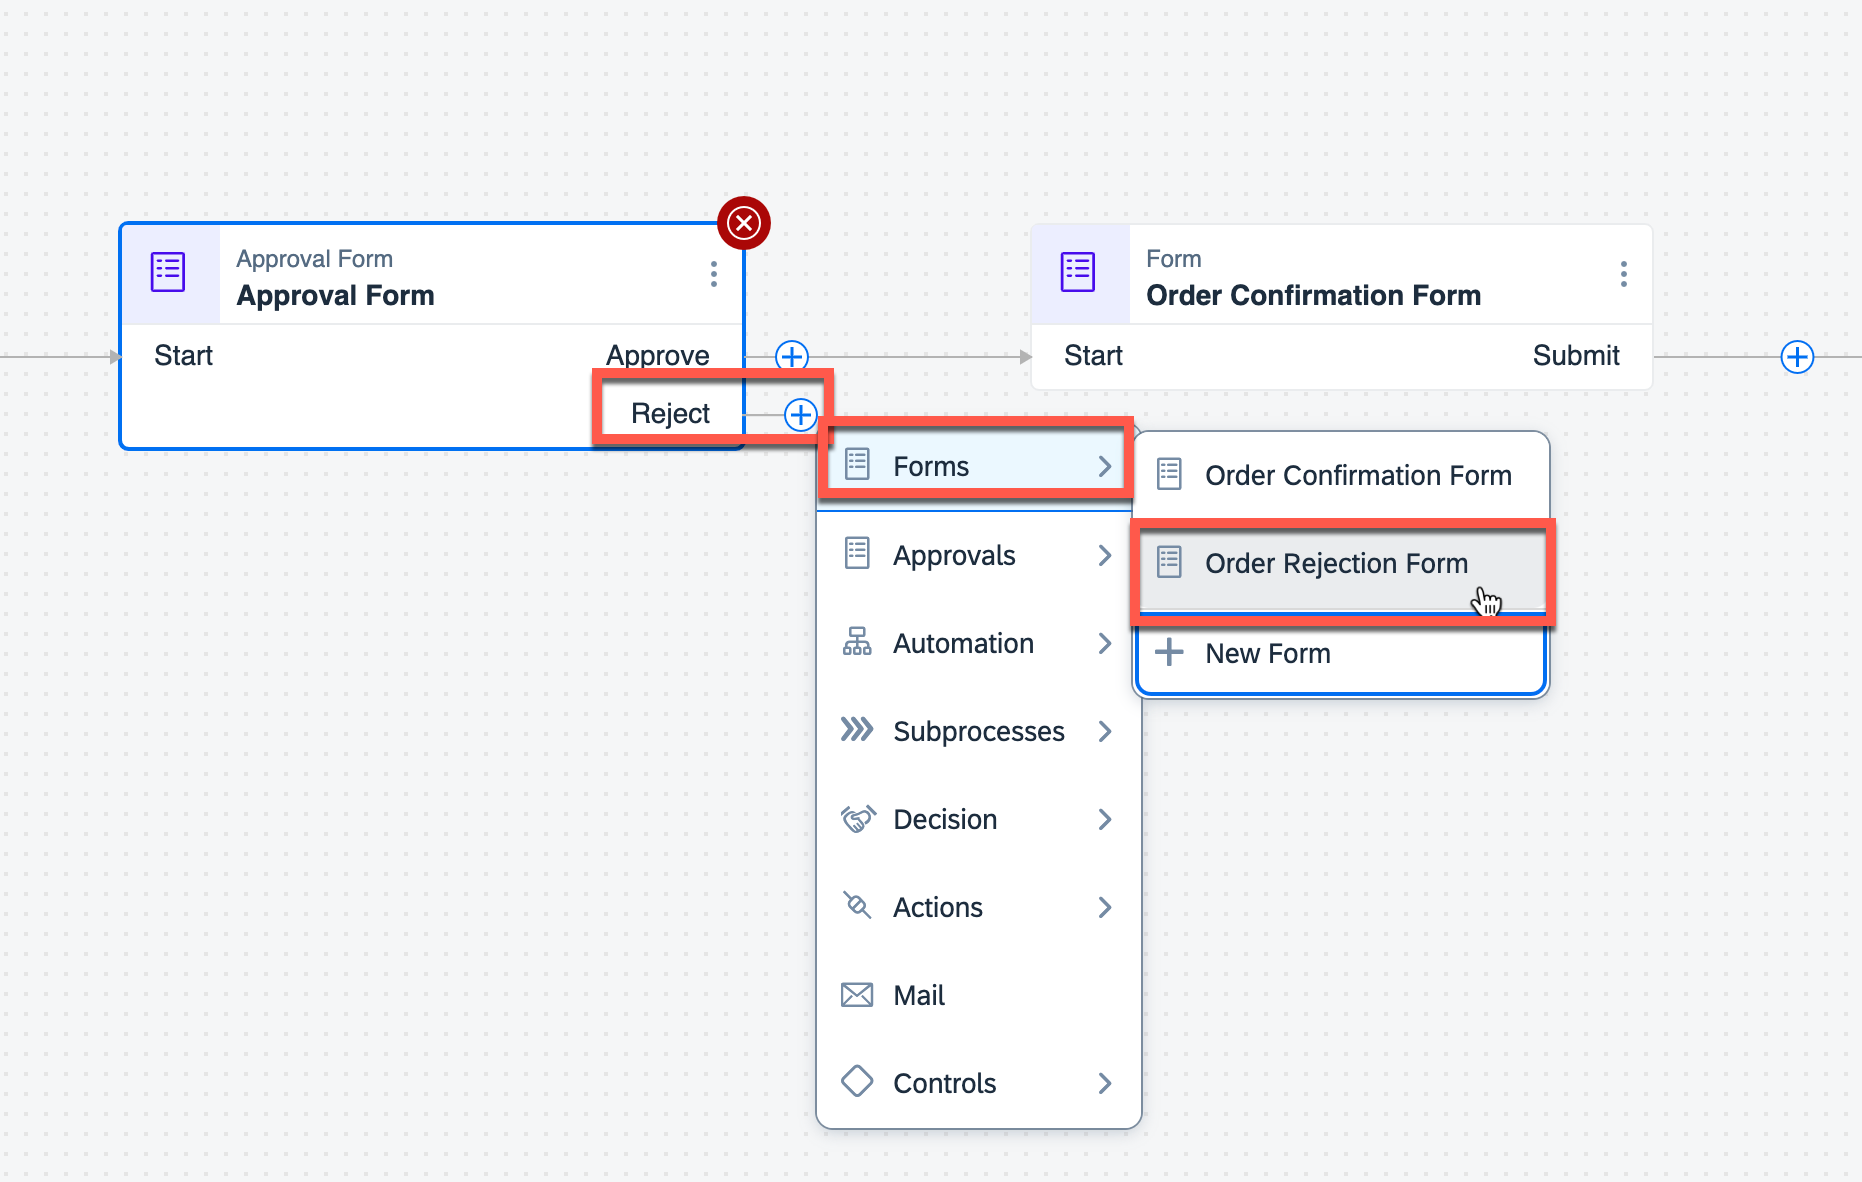 Approval Form
Approval Form
Start
Approve
Reject
Form
Order Confirmation Form
Start
Submit
Forms
Approvals
Automation
Subprocesses
Decision
Actions
Mail
Controls
Order Confirmation Form
Order Rejection Form
New Form